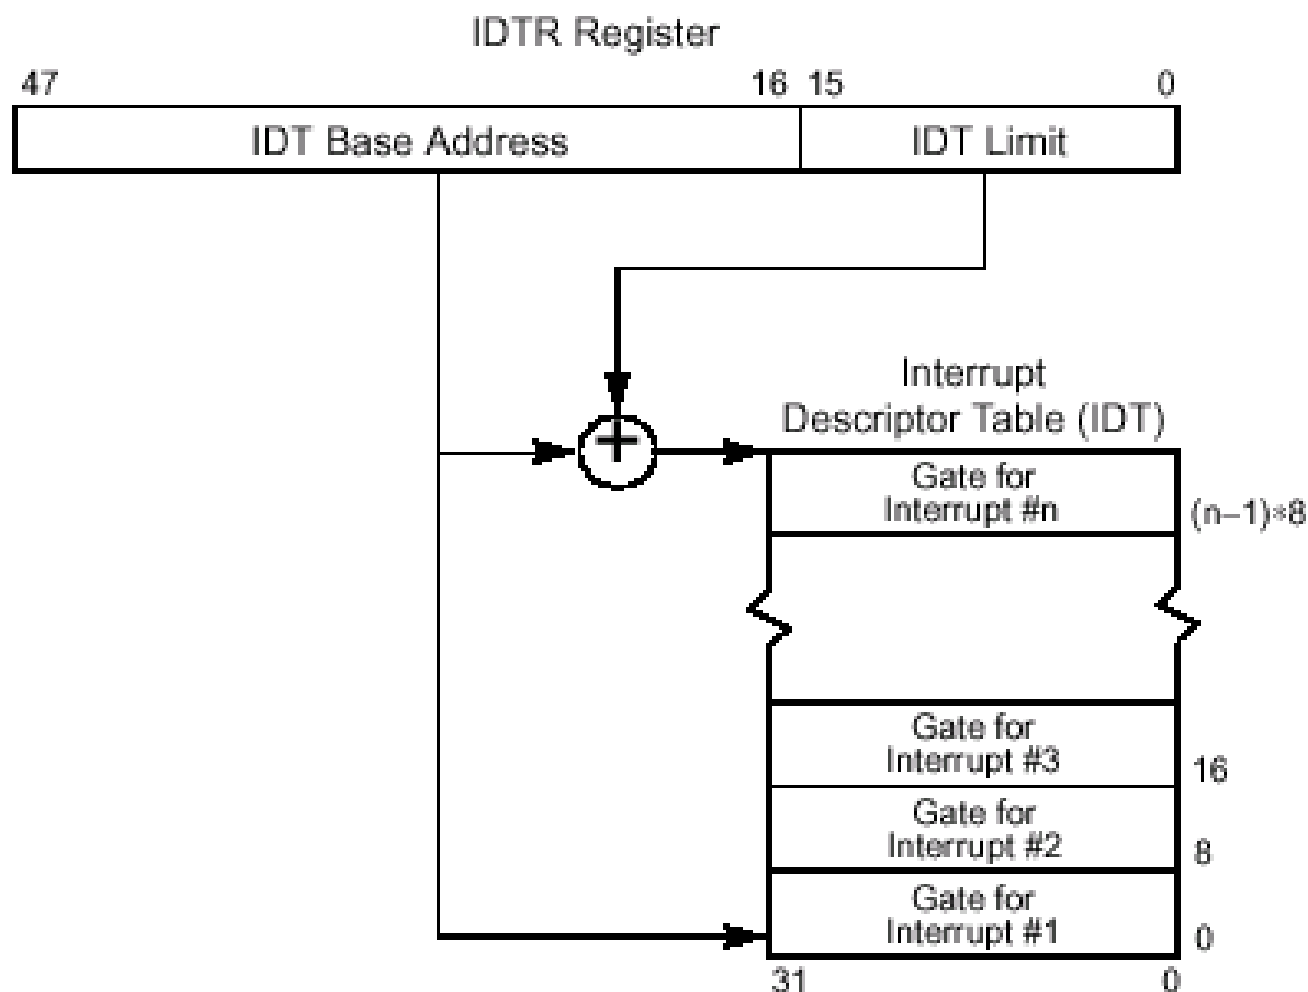 IDTR Register
47 16 15 0
IDT Base Address IDT Limit
+
Interrupt
Descriptor Table (IDT)
Gate for
Interrupt #n
(n−1)∗8
Gate for
Interrupt #3
16
Gate for
Interrupt #2
8
Gate for
Interrupt #1
0
31 0